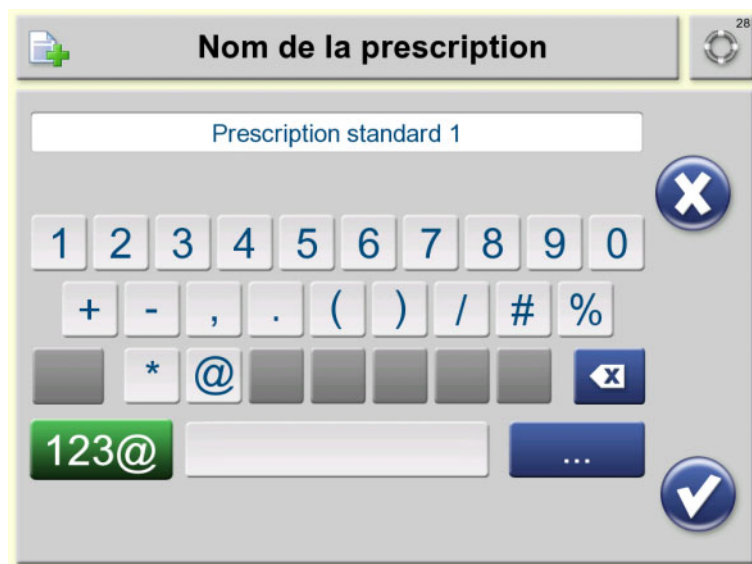 Nom de la prescription
28
Prescription standard 1
1 2 3 4 5 6 7 8 9 0
+ - , . ( ) / # %
* @
123@ ...